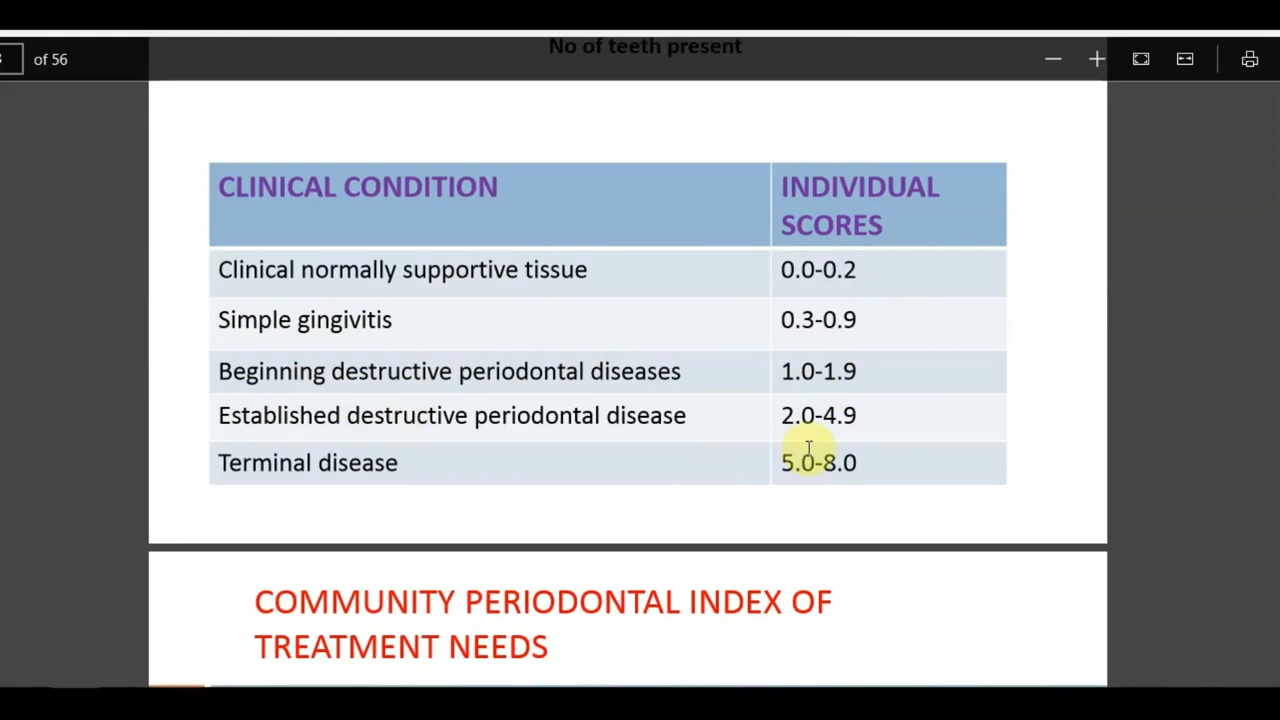 No of teeth present
of 56
CLINICAL CONDITION
INDIVIDUAL
SCORES
Clinical normally supportive tissue
0.0-0.2
Simple gingivitis
0.3-0.9
Beginning destructive periodontal diseases
1.0-1.9
Established destructive periodontal disease
2.0-4.9
Terminal disease
5.0-8.0
COMMUNITY PERIODONTAL INDEX OF
TREATMENT NEEDS